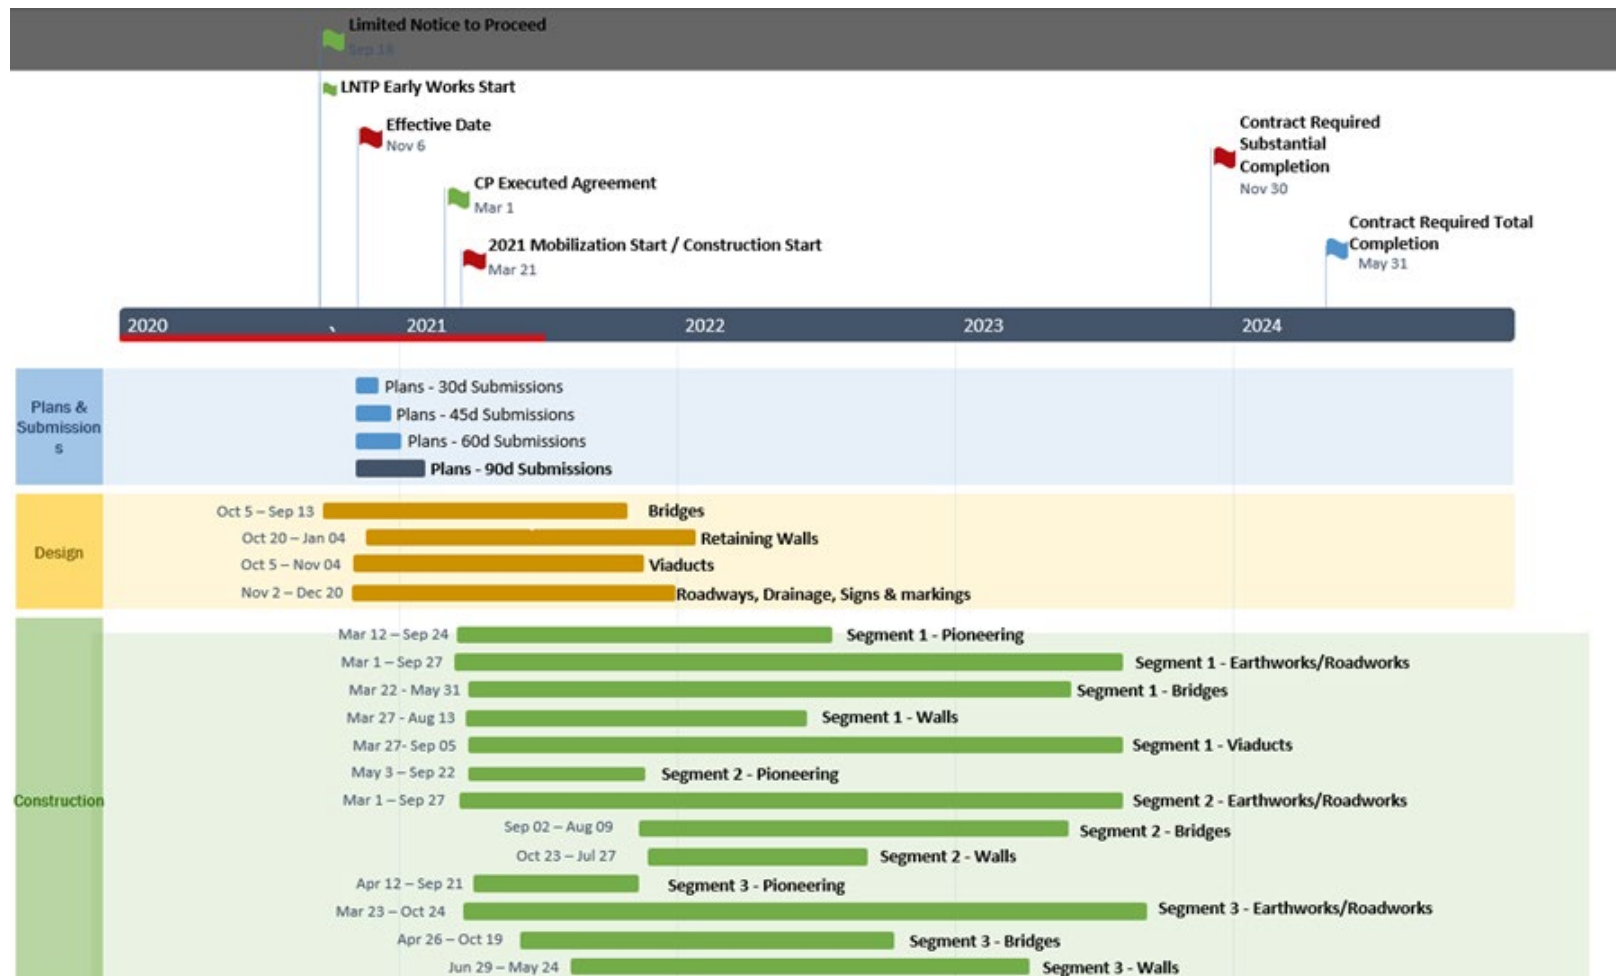 Limited Notice to Proceed
Sep 18
LNTP Early Works Start
Effective Date
Nov 6
CP Executed Agreement
Mar 1
2021 Mobilization Start / Construction Start
Mar 21
Contract Required
Substantial
Completion
Nov 30
Contract Required Total
Completion
May 31
2020 2021 2022 2023 2024
Plans &
Submission
s
Plans - 30d Submissions
Plans - 45d Submissions
Plans - 60d Submissions
Plans - 90d Submissions
Design
Oct 5 – Sep 13 Bridges
Oct 20 – Jan 04 Retaining Walls
Oct 5 – Nov 04 Viaducts
Nov 2 – Dec 20 Roadways, Drainage, Signs & markings
Construction
Mar 12 – Sep 24 Segment 1 - Pioneering
Mar 1 – Sep 27 Segment 1 - Earthworks/Roadworks
Mar 22 - May 31 Segment 1 - Bridges
Mar 27 - Aug 13 Segment 1 - Walls
Mar 27- Sep 05 Segment 1 - Viaducts
May 3 – Sep 22 Segment 2 - Pioneering
Mar 1 – Sep 27 Segment 2 - Earthworks/Roadworks
Sep 02 – Aug 09 Segment 2 - Bridges
Oct 23 – Jul 27 Segment 2 - Walls
Apr 12 – Sep 21 Segment 3 - Pioneering
Mar 23 – Oct 24 Segment 3 - Earthworks/Roadworks
Apr 26 – Oct 19 Segment 3 - Bridges
Jun 29 – May 24 Segment 3 - Walls